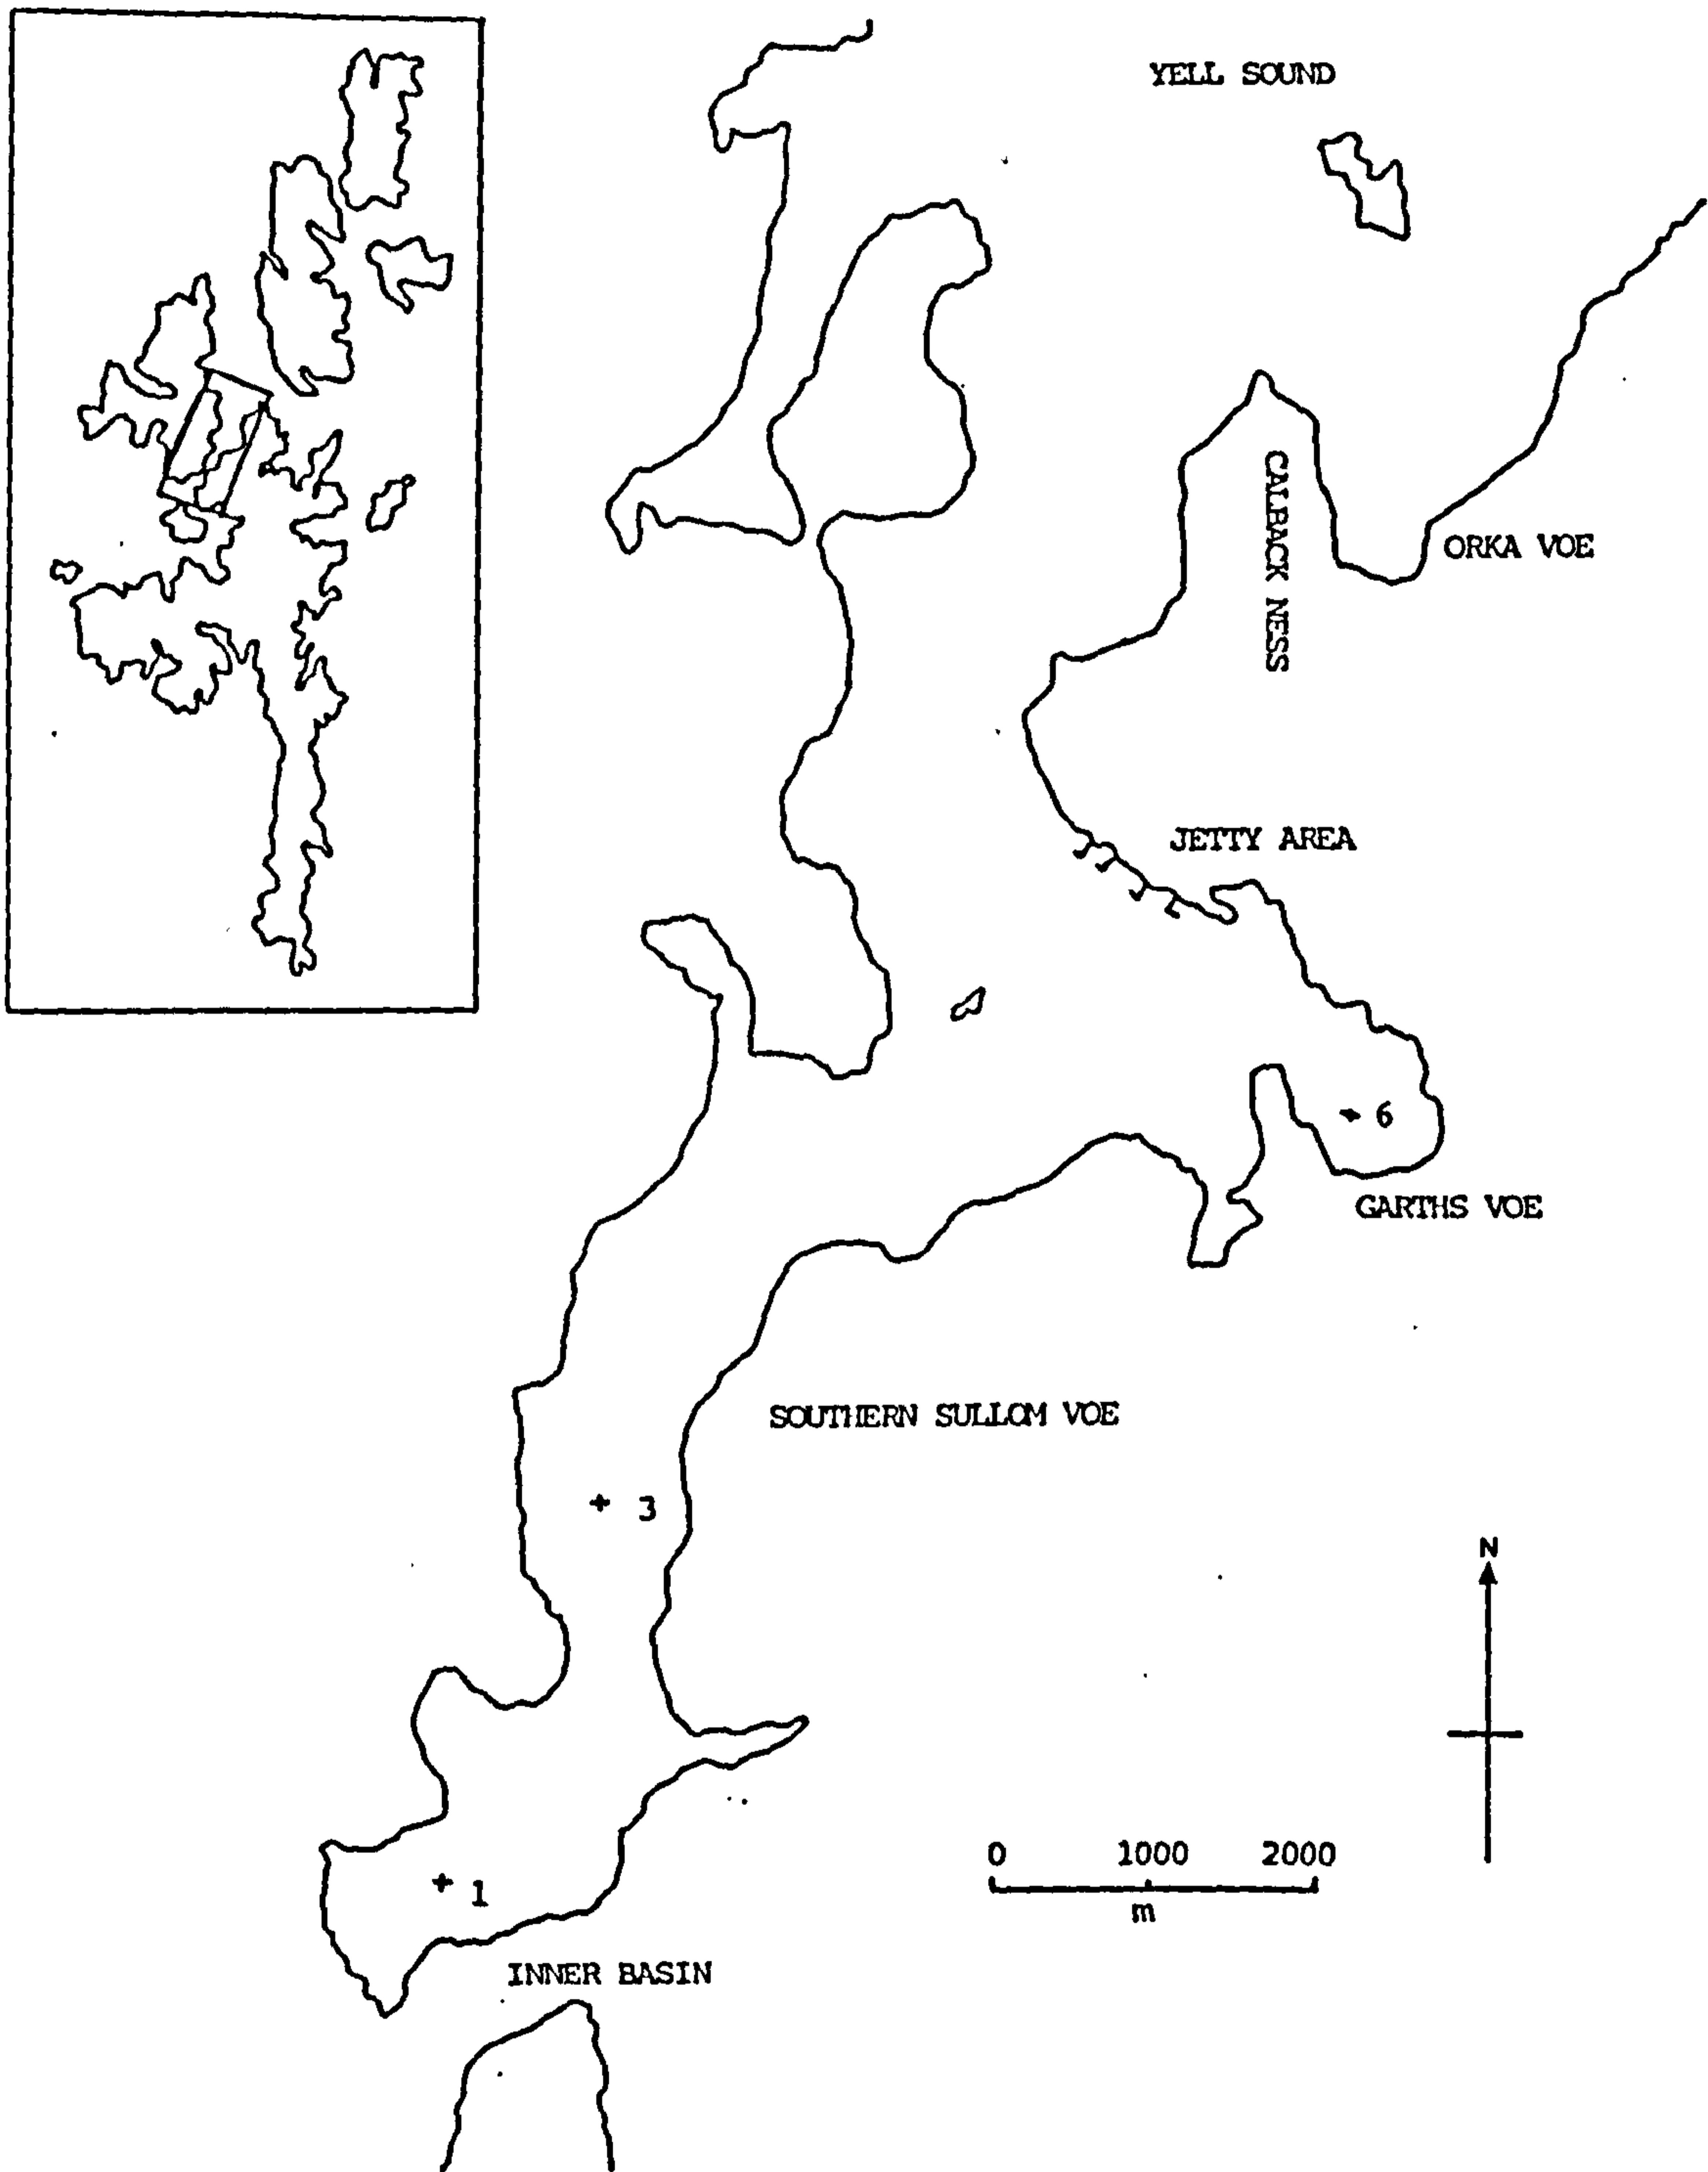 YELL SOUND
CALBACK NESS
ORKA VOE
JETTY AREA
6
GARTHS VOE
SOUTHERN SULLOM VOE
3
N
0 1000 2000
m
1
INNER BASIN